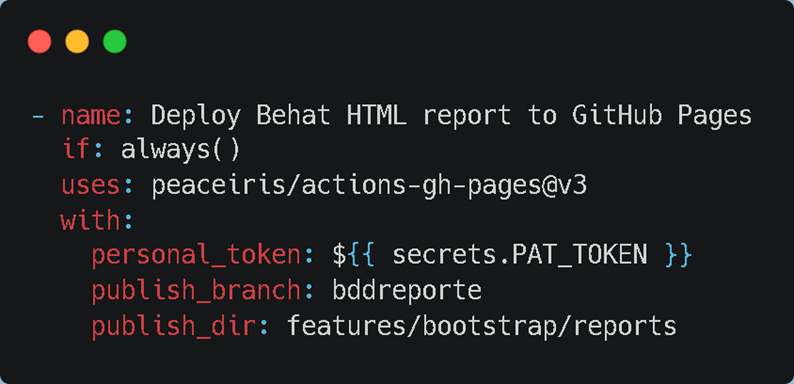 - name: Deploy Behat HTML report to GitHub Pages
  if: always()
  uses: peaceiris/actions-gh-pages@v3
  with:
    personal_token: ${{ secrets.PAT_TOKEN }}
    publish_branch: bddreporte
    publish_dir: features/bootstrap/reports